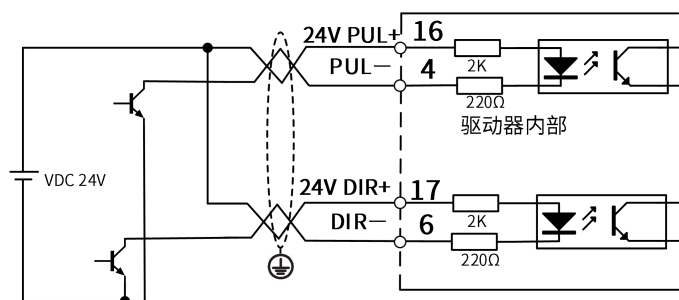 24V PUL+ 16
2K
PUL− 4
220Ω
驱动器内部
VDC 24V
24V DIR+ 17
2K
DIR− 6
220Ω